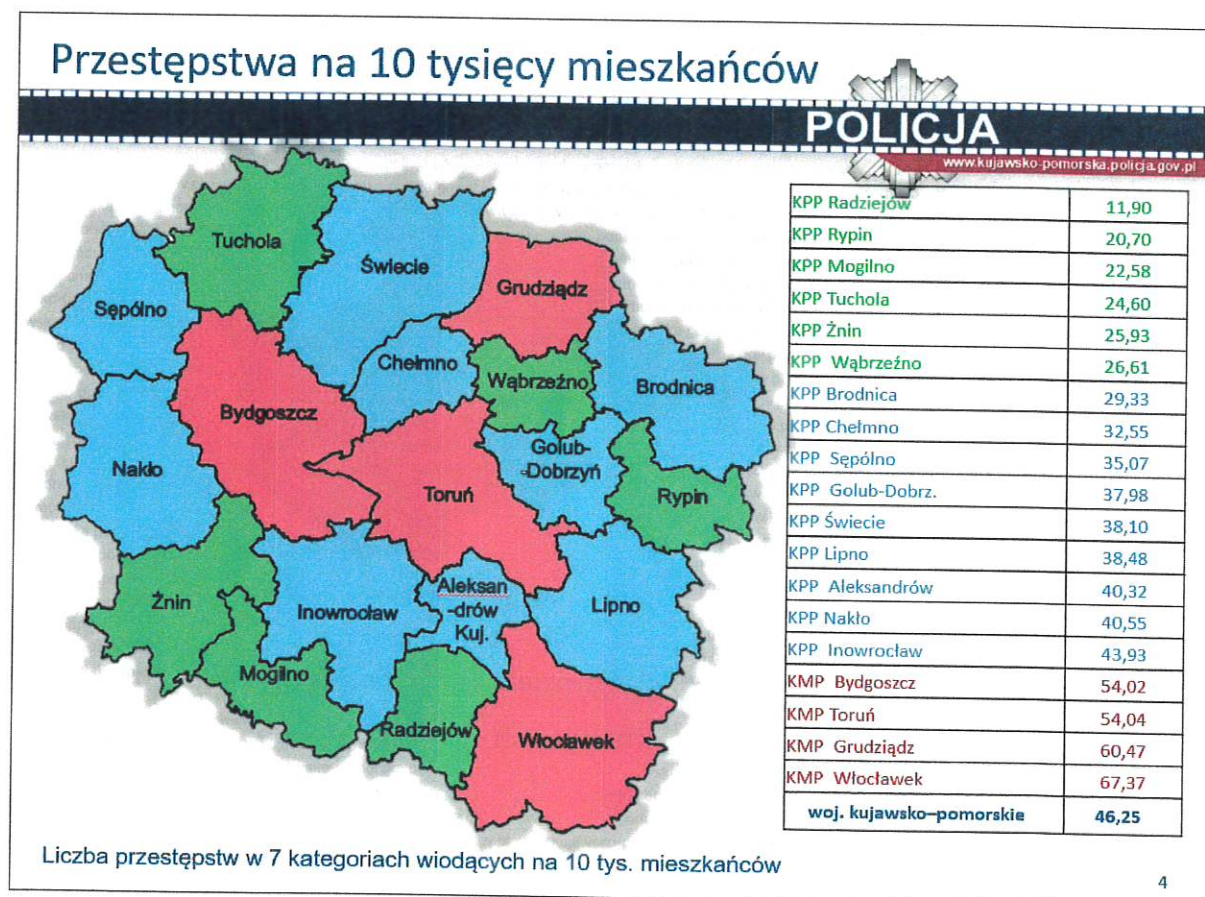 Przestępstwa na 10 tysięcy mieszkańców
POLICJA
www.kujawsko-pomorska.policja.gov.pl
Tuchola
Świecie
Grudziądz
Sępólno
Chełmno
Wąbrzeźno
Brodnica
Bydgoszcz
Golub-
-Dobrzyń
Nakło
Toruń
Rypin
Żnin
Inowrocław
Aleksan
-drów
Kuj.
Lipno
Mogilno
Radziejów
Włocławek
KPP Radziejów 11,90
KPP Rypin 20,70
KPP Mogilno 22,58
KPP Tuchola 24,60
KPP Żnin 25,93
KPP Wąbrzeźno 26,61
KPP Brodnica 29,33
KPP Chełmno 32,55
KPP Sępólno 35,07
KPP Golub-Dobrz. 37,98
KPP Świecie 38,10
KPP Lipno 38,48
KPP Aleksandrów 40,32
KPP Nakło 40,55
KPP Inowrocław 43,93
KMP Bydgoszcz 54,02
KMP Toruń 54,04
KMP Grudziądz 60,47
KMP Włocławek 67,37
woj. kujawsko–pomorskie 46,25
Liczba przestępstw w 7 kategoriach wiodących na 10 tys. mieszkańców
4